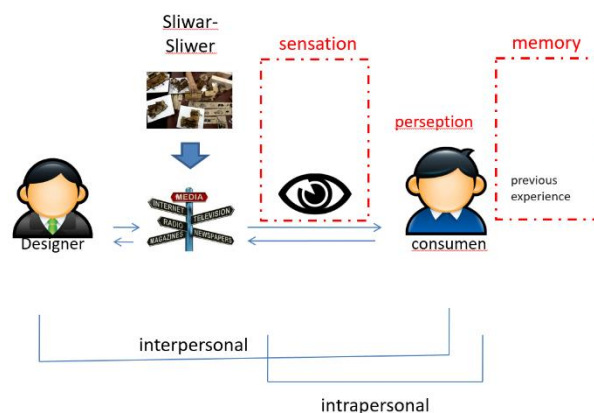 Sliwar-
Sliwer
sensation
memory
perseption
MEDIA
INTERNET
TELEVISION
RADIO
MAGAZINES
NEWSPAPERS
previous
experience
Designer
consumen
interpersonal
intrapersonal